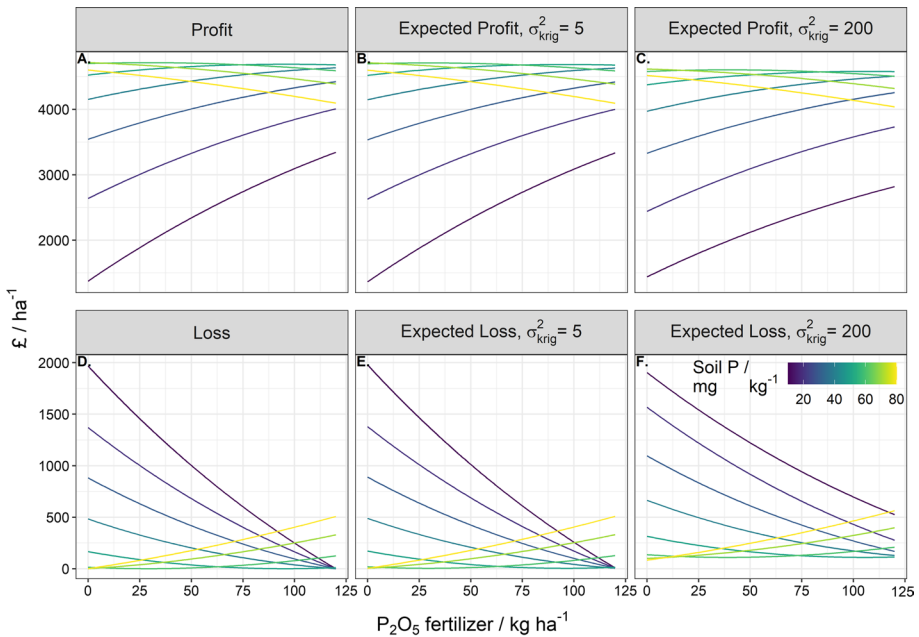 Profit
Expected Profit, σ²krig= 5
Expected Profit, σ²krig= 200
A.
B.
C.
4000
3000
2000
£ / ha⁻¹
Loss
Expected Loss, σ²krig= 5
Expected Loss, σ²krig= 200
D.
E.
F.
Soil P /
mg kg⁻¹
20 40 60 80
2000
1500
1000
500
0
0 25 50 75 100 125
0 25 50 75 100 125
0 25 50 75 100 125
P₂O₅ fertilizer / kg ha⁻¹